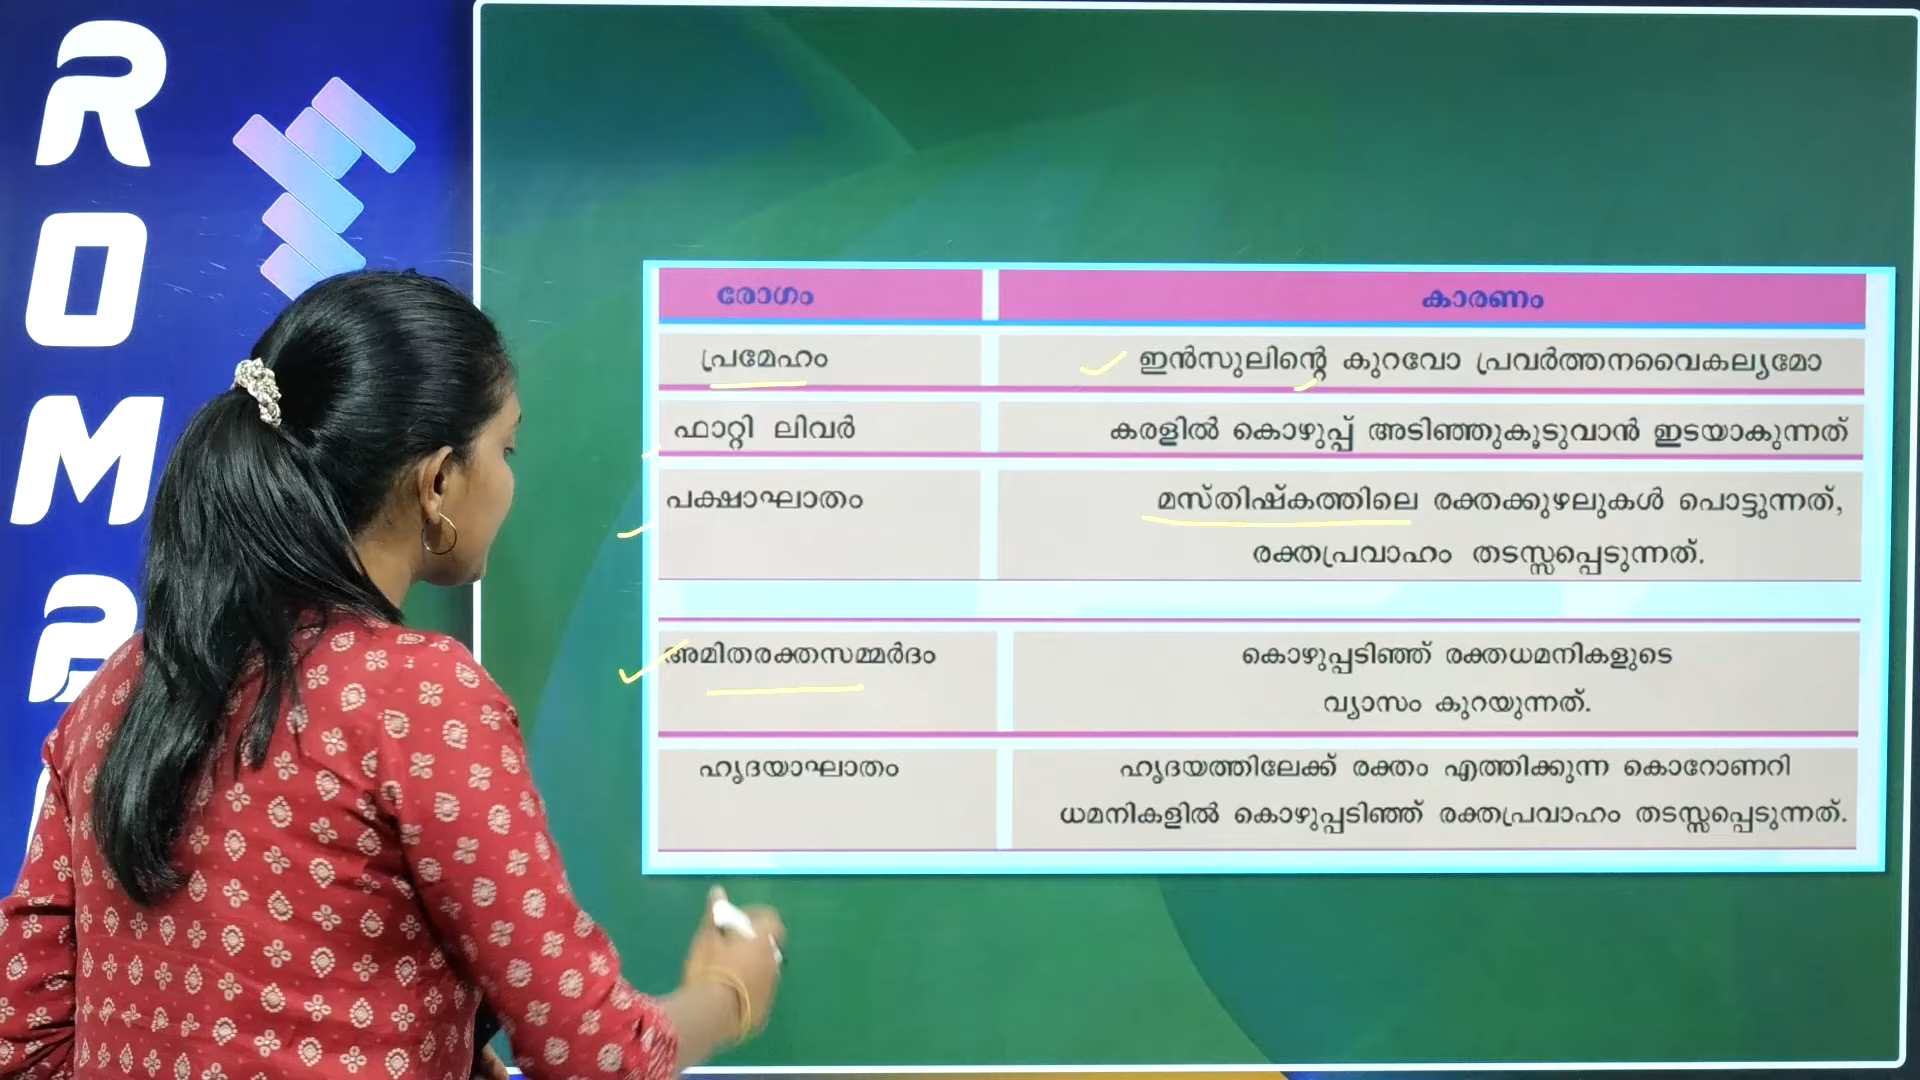 R
O
M
രോഗം കാരണം
പ്രമേഹം ഇൻസുലിന്റെ കുറവോ പ്രവർത്തനവൈകല്യമോ
ഫാറ്റി ലിവർ കരളിൽ കൊഴുപ്പ് അടിഞ്ഞുകൂടുവാൻ ഇടയാകുന്നത്
പക്ഷാഘാതം മസ്തിഷ്കത്തിലെ രക്തക്കുഴലുകൾ പൊട്ടുന്നത്,
രക്തപ്രവാഹം തടസ്സപ്പെടുന്നത്.
അമിതരക്തസമ്മർദം കൊഴുപ്പടിഞ്ഞ് രക്തധമനികളുടെ
വ്യാസം കുറയുന്നത്.
ഹൃദയാഘാതം ഹൃദയത്തിലേക്ക് രക്തം എത്തിക്കുന്ന കൊറോണറി
ധമനികളിൽ കൊഴുപ്പടിഞ്ഞ് രക്തപ്രവാഹം തടസ്സപ്പെടുന്നത്.